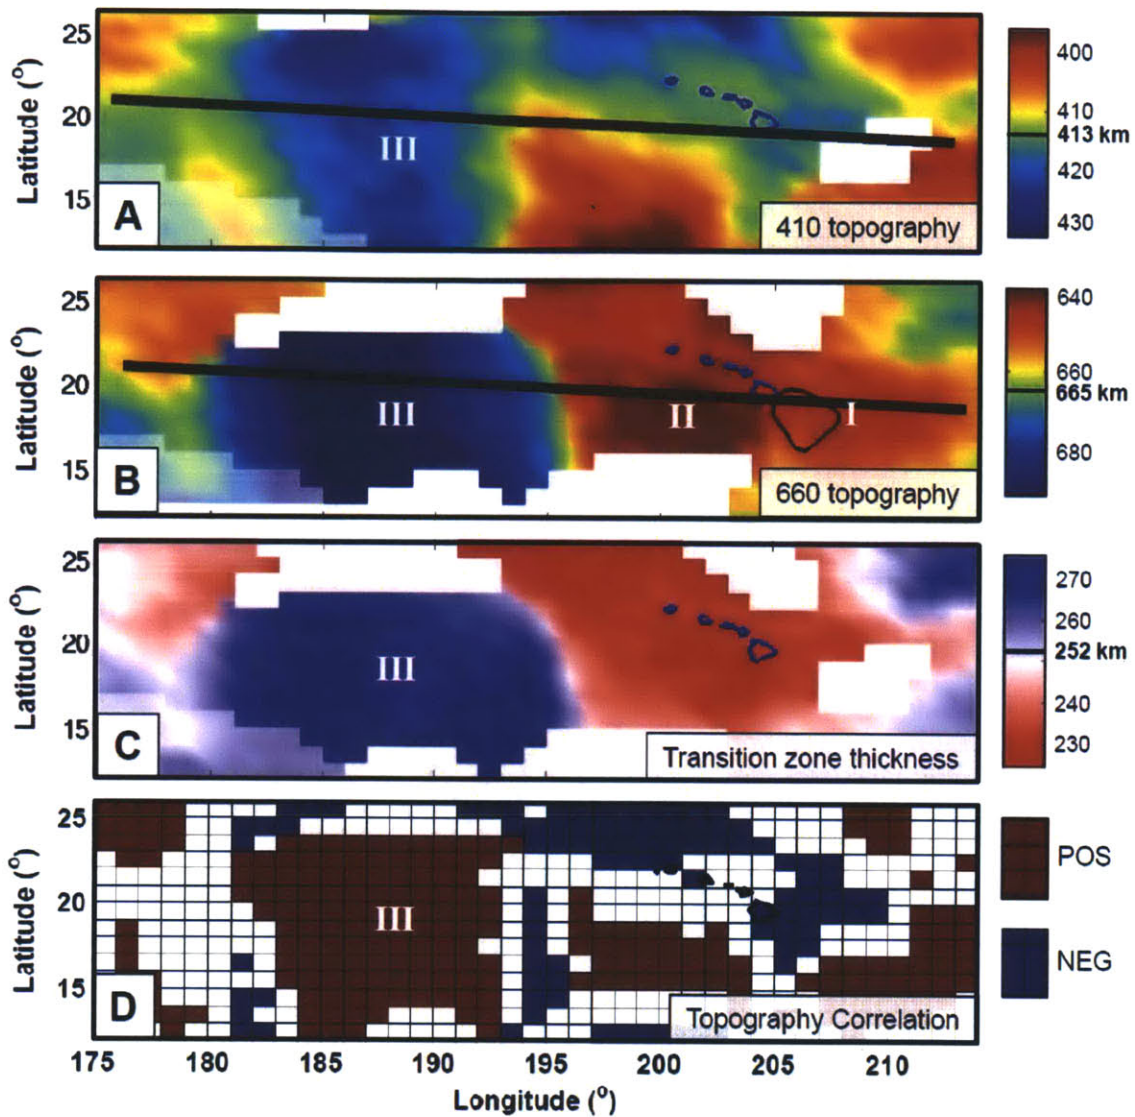 25
20
15
Latitude (°)
III
A
410 topography
400
410
413 km
420
430
25
20
15
Latitude (°)
III
II
I
B
660 topography
640
660
665 km
680
25
20
15
Latitude (°)
III
C
Transition zone thickness
270
260
252 km
240
230
25
20
15
Latitude (°)
III
D
Topography Correlation
POS
NEG
175 180 185 190 195 200 205 210
Longitude (°)